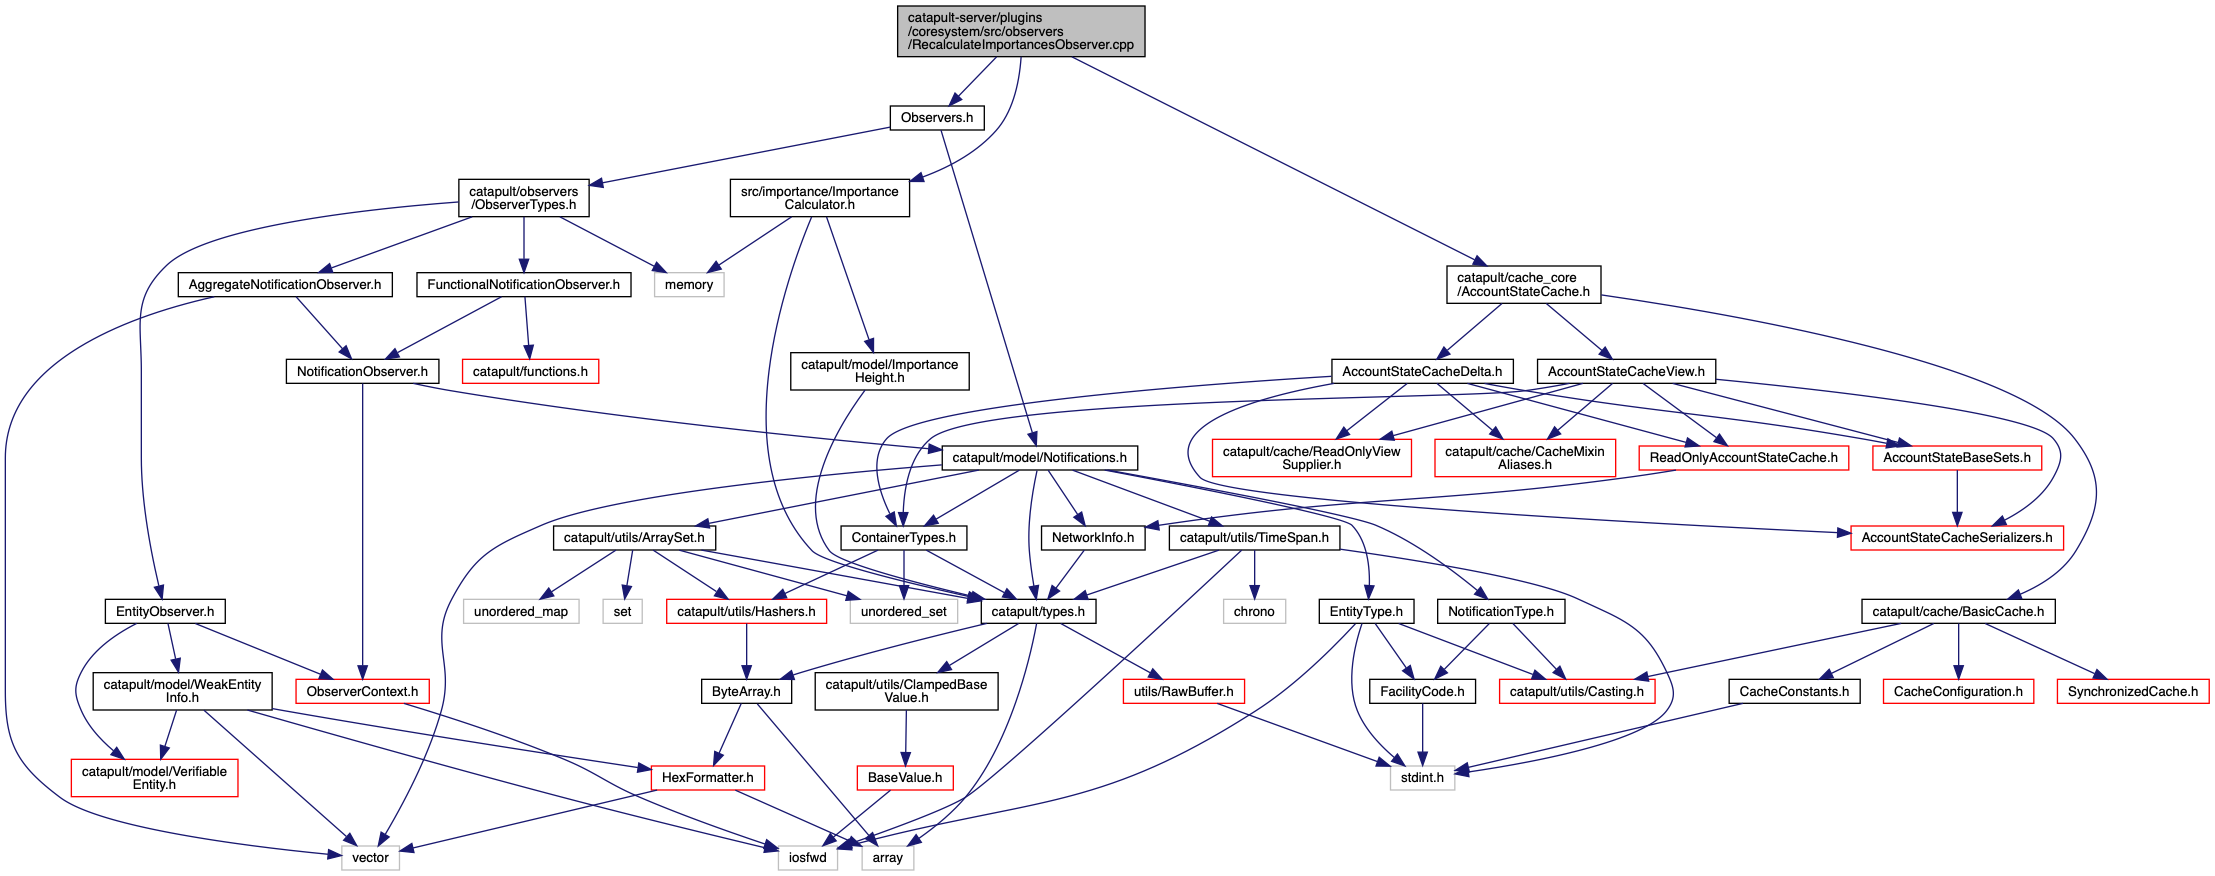 catapult-server/plugins
/coresystem/src/observers
/RecalculateImportancesObserver.cpp
Observers.h
catapult/observers
/ObserverTypes.h
src/importance/Importance
Calculator.h
AggregateNotificationObserver.h
FunctionalNotificationObserver.h
memory
catapult/cache_core
/AccountStateCache.h
NotificationObserver.h
catapult/functions.h
catapult/model/Importance
Height.h
AccountStateCacheDelta.h
AccountStateCacheView.h
catapult/model/Notifications.h
catapult/cache/ReadOnlyView
Supplier.h
catapult/cache/CacheMixin
Aliases.h
ReadOnlyAccountStateCache.h
AccountStateBaseSets.h
catapult/utils/ArraySet.h
ContainerTypes.h
NetworkInfo.h
catapult/utils/TimeSpan.h
AccountStateCacheSerializers.h
EntityObserver.h
unordered_map
set
catapult/utils/Hashers.h
unordered_set
catapult/types.h
chrono
EntityType.h
NotificationType.h
catapult/cache/BasicCache.h
catapult/model/WeakEntity
Info.h
ObserverContext.h
ByteArray.h
catapult/utils/ClampedBase
Value.h
utils/RawBuffer.h
FacilityCode.h
catapult/utils/Casting.h
CacheConstants.h
CacheConfiguration.h
SynchronizedCache.h
catapult/model/Verifiable
Entity.h
HexFormatter.h
BaseValue.h
stdint.h
vector
iosfwd
array